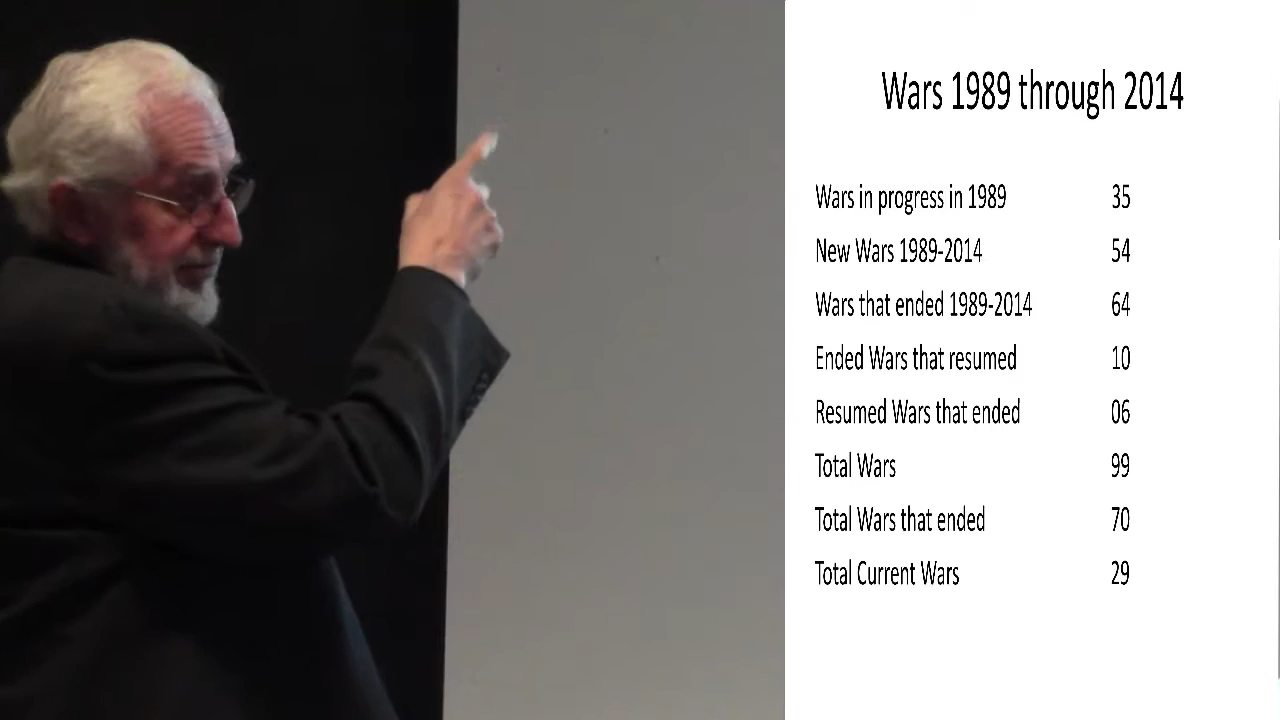 Wars 1989 through 2014
Wars in progress in 1989 35
New Wars 1989-2014 54
Wars that ended 1989-2014 64
Ended Wars that resumed 10
Resumed Wars that ended 06
Total Wars 99
Total Wars that ended 70
Total Current Wars 29